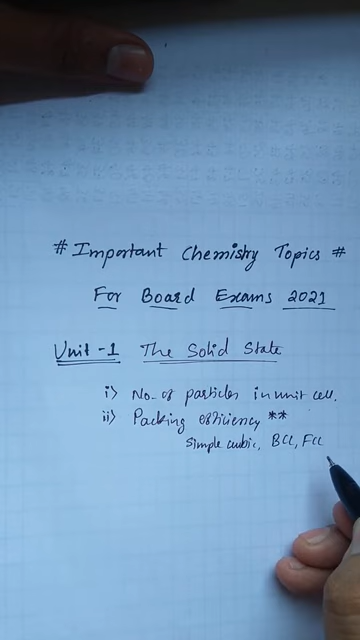 # Important Chemistry Topics #
For Board Exams 2021
Unit-1 The Solid State
i) No. of particles in unit cell.
ii) Packing efficiency **
Simple cubic, BCC, FCC